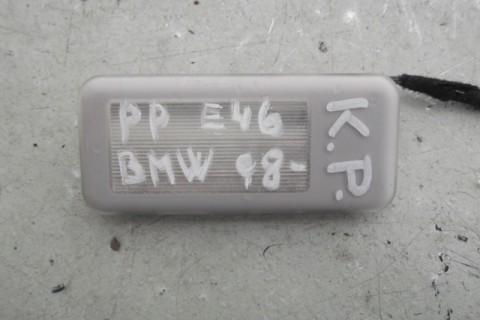 PP E46
BMW 98-
K.P.